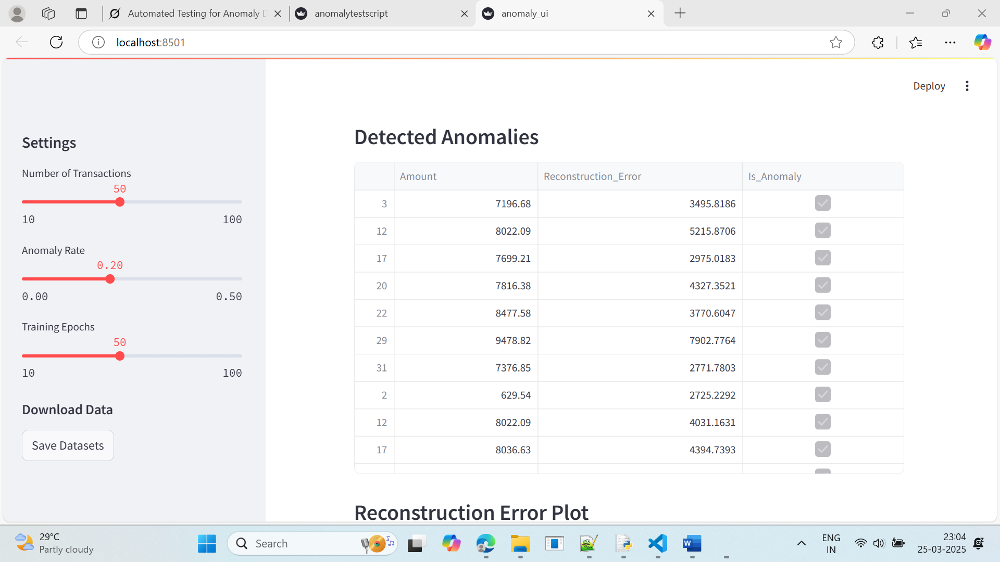 Automated Testing for Anomaly D
anomalytestscript
anomaly_ui
localhost:8501
Deploy
Settings
Number of Transactions
50
10 100
Anomaly Rate
0.20
0.00 0.50
Training Epochs
50
10 100
Download Data
Save Datasets
Detected Anomalies
Amount Reconstruction_Error Is_Anomaly
3 7196.68 3495.8186
12 8022.09 5215.8706
17 7699.21 2975.0183
20 7816.38 4327.3521
22 8477.58 3770.6047
29 9478.82 7902.7764
31 7376.85 2771.7803
2 629.54 2725.2292
12 8022.09 4031.1631
17 8036.63 4394.7393
Reconstruction Error Plot
29°C
Partly cloudy
Search
ENG
IN
23:04
25-03-2025